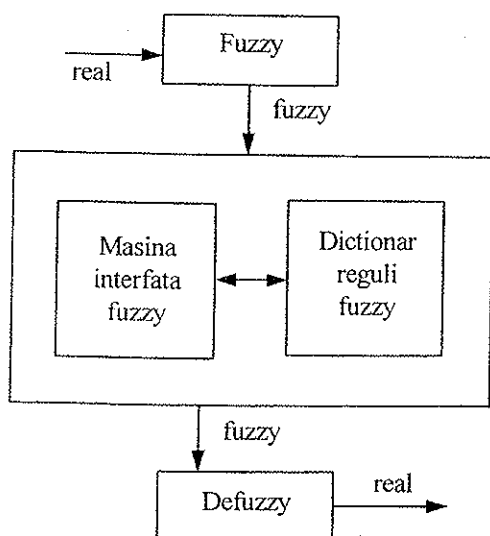 Fuzzy
real
fuzzy
Masina
interfata
fuzzy
Dictionar
reguli
fuzzy
fuzzy
Defuzzy
real